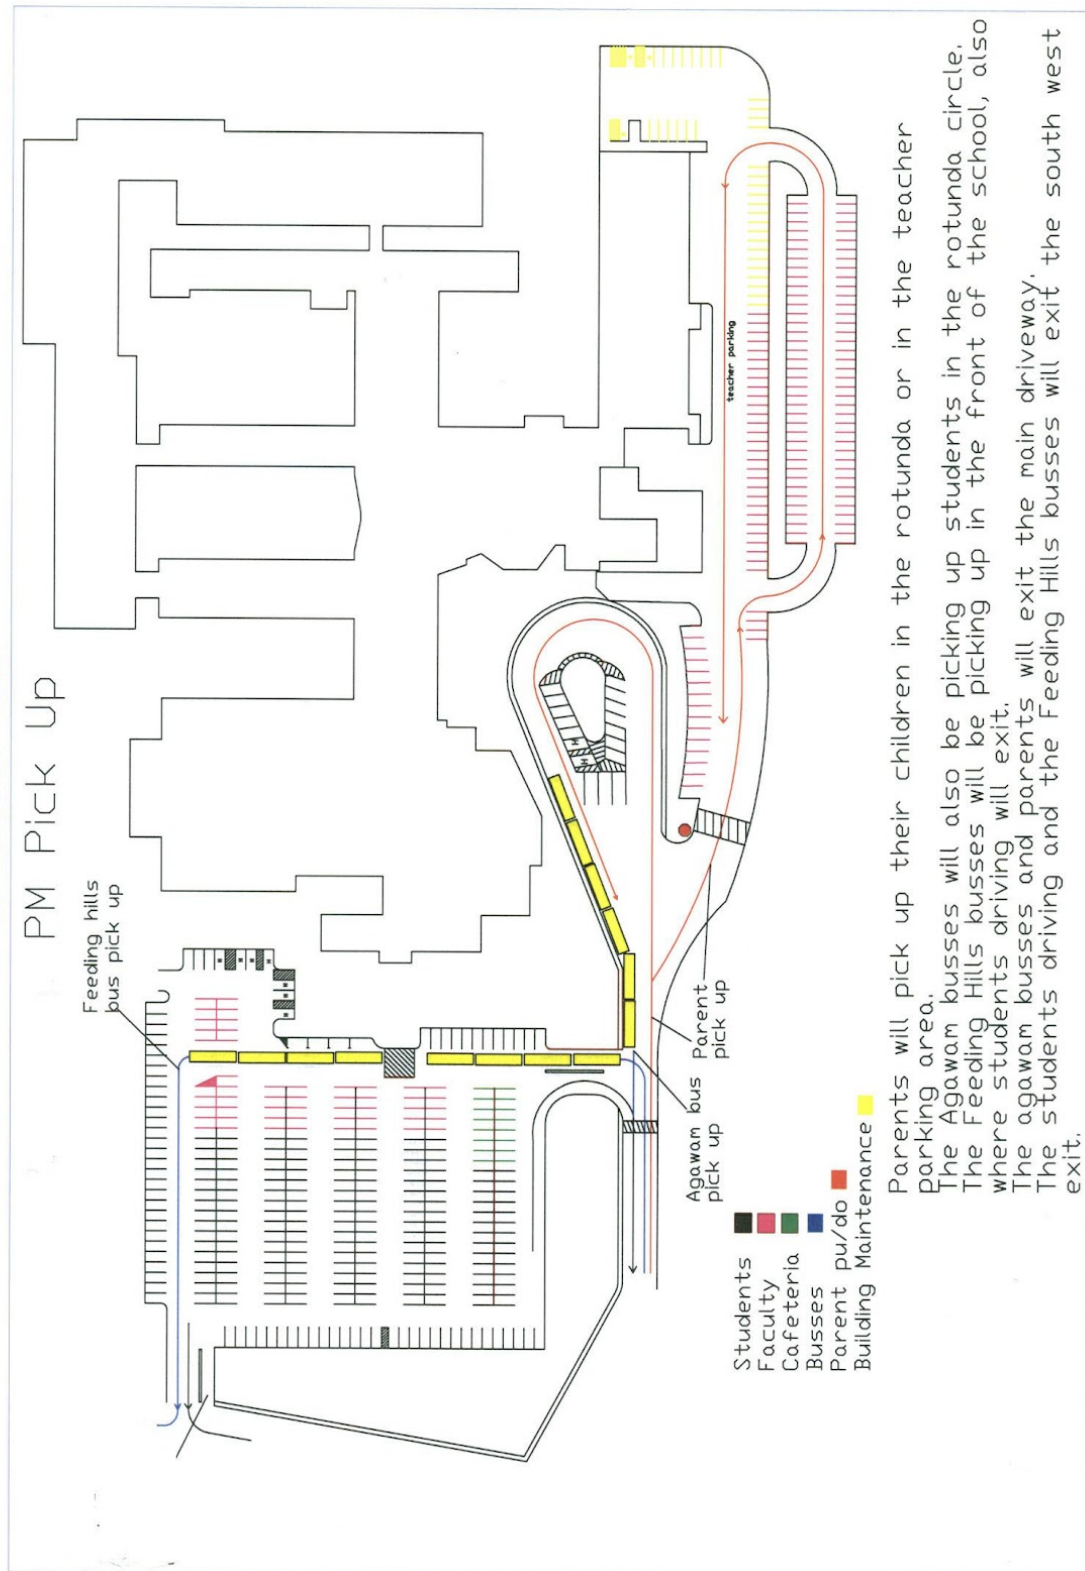 PM Pick Up
Feeding hills
bus pick up
teacher parking
Parent
pick up
Agawam bus
pick up
Students
Faculty
Cafeteria
Busses
Parent pu/do
Building Maintenance
Parents will pick up their children in the rotunda or in the teacher
parking area.
The Agawam busses will also be picking up students in the rotunda circle.
The Feeding Hills busses will be picking up in the front of the school, also
where students driving will exit.
The agawam busses and parents will exit the main driveway.
The students driving and the Feeding Hills busses will exit the south west
exit.